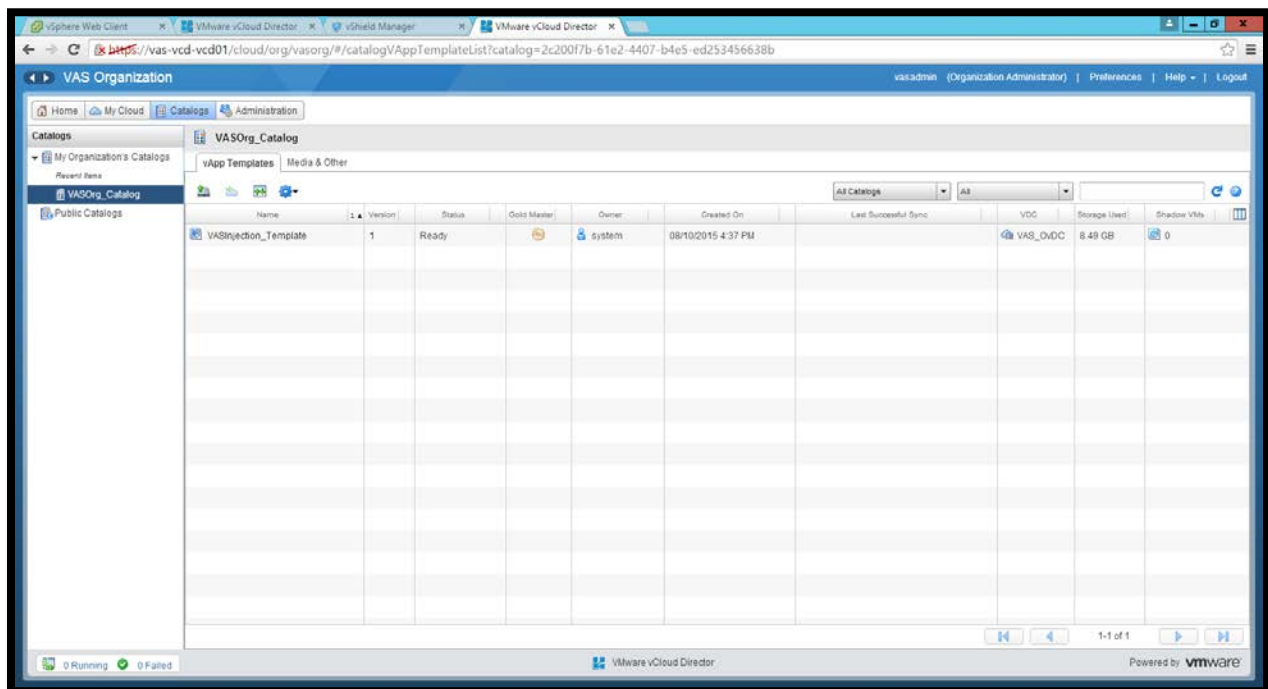 vSphere Web Client VMware vCloud Director vShield Manager VMware vCloud Director
https://vas-vcd-vcd01/cloud/org/vasorg/#/catalogVAppTemplateList?catalog=2c200f7b-61e2-4407-b4e5-ed253456638b
VAS Organization vasadmin (Organization Administrator) | Preferences | Help | Logout
Home My Cloud Catalogs Administration
Catalogs VASOrg_Catalog
My Organization's Catalogs vApp Templates Media & Other
Recent Items
VASOrg_Catalog All Catalogs All
Public Catalogs Name 1 Version Status Gold Master Owner Created On Last Successful Sync VDC Storage Used Shadow VMs
VASInjection_Template 1 Ready system 08/10/2015 4:37 PM VAS_OvDC 8.49 GB 0
1-1 of 1
0 Running 0 Failed VMware vCloud Director Powered by vmware